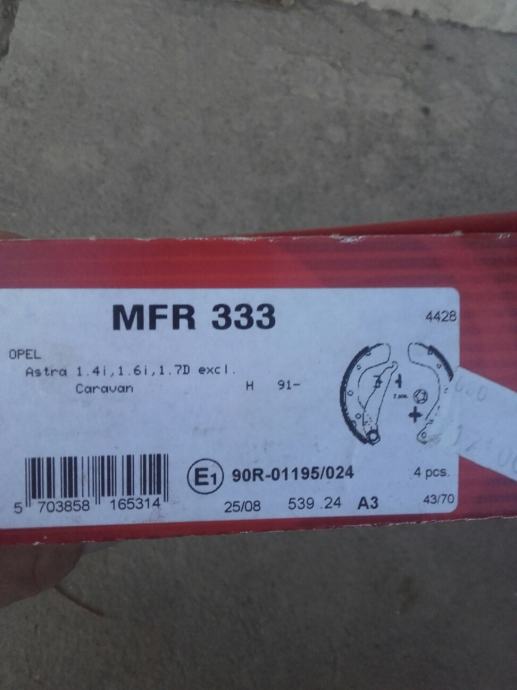 MFR 333
4428
OPEL
Astra 1.4i,1.6i,1.7D excl.
Caravan H 91-
E1 90R-01195/024
4 pcs.
5 703858 165314
25/08 539 .24 A3 43/70